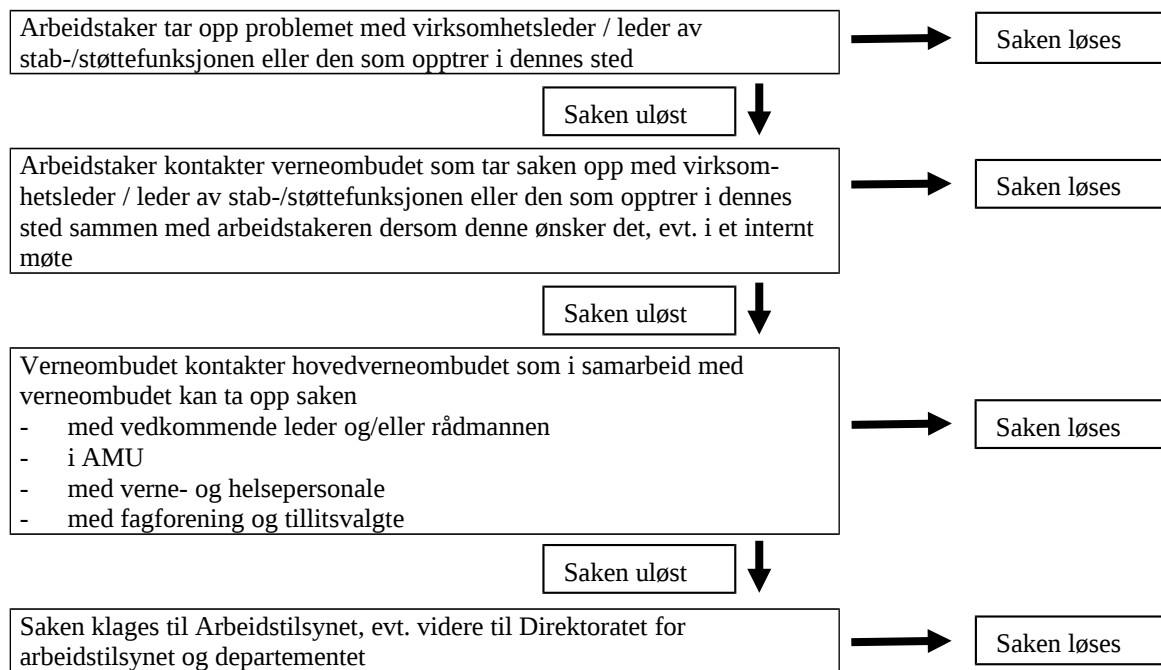 Arbeidstaker tar opp problemet med virksomhetsleder / leder av
stab-/støttefunksjonen eller den som opptrer i dennes sted
Saken løses
Saken uløst
Arbeidstaker kontakter verneombudet som tar saken opp med virksom-
hetsleder / leder av stab-/støttefunksjonen eller den som opptrer i dennes
sted sammen med arbeidstakeren dersom denne ønsker det, evt. i et internt
møte
Saken løses
Saken uløst
Verneombudet kontakter hovedverneombudet som i samarbeid med
verneombudet kan ta opp saken
- med vedkommende leder og/eller rådmannen
- i AMU
- med verne- og helsepersonale
- med fagforening og tillitsvalgte
Saken løses
Saken uløst
Saken klages til Arbeidstilsynet, evt. videre til Direktoratet for
arbeidstilsynet og departementet
Saken løses